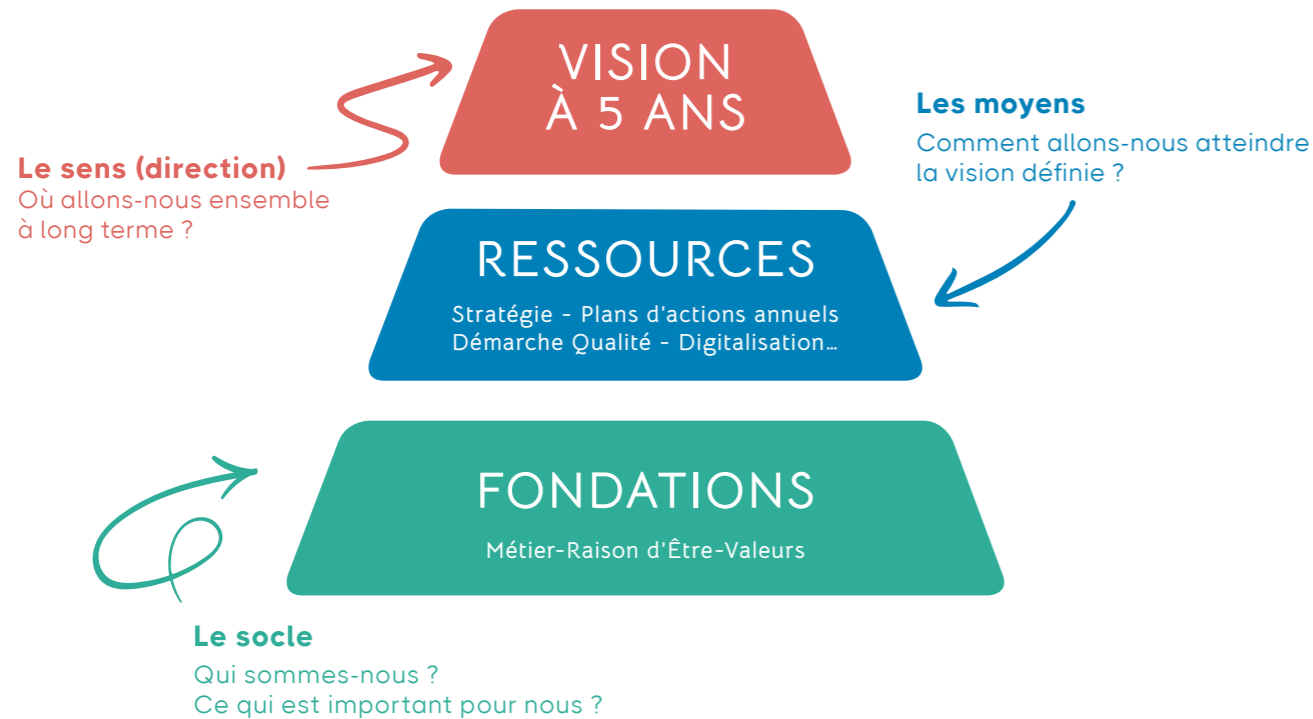 VISION
À 5 ANS
Les moyens
Comment allons-nous atteindre
la vision définie ?
Le sens (direction)
Où allons-nous ensemble
à long terme ?
RESSOURCES
Stratégie - Plans d'actions annuels
Démarche Qualité - Digitalisation…
FONDATIONS
Métier-Raison d'Être-Valeurs
Le socle
Qui sommes-nous ?
Ce qui est important pour nous ?